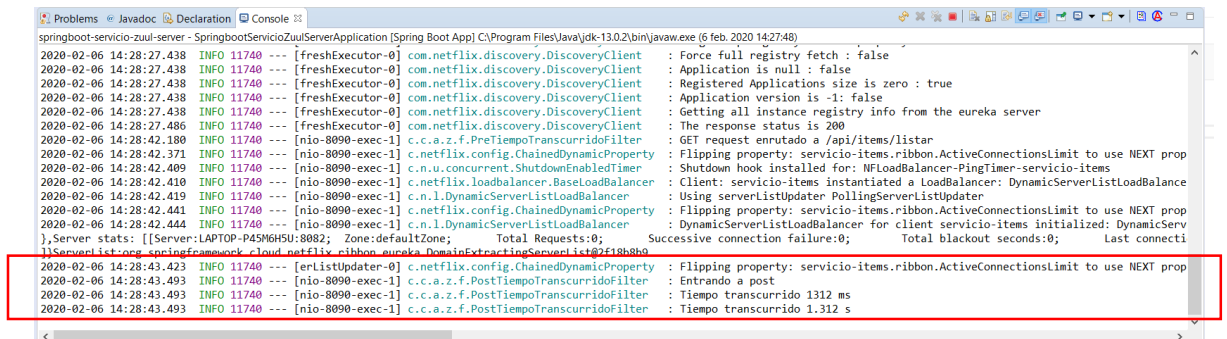 Problems @ Javadoc Declaration Console
springboot-servicio-zuul-server - SpringbootServicioZuulServerApplication [Spring Boot App] C:\Program Files\Java\jdk-13.0.2\bin\javaw.exe (6 feb. 2020 14:27:48)
2020-02-06 14:28:27.438 INFO 11740 --- [freshExecutor-0] com.netflix.discovery.DiscoveryClient : Force full registry fetch : false
2020-02-06 14:28:27.438 INFO 11740 --- [freshExecutor-0] com.netflix.discovery.DiscoveryClient : Application is null : false
2020-02-06 14:28:27.438 INFO 11740 --- [freshExecutor-0] com.netflix.discovery.DiscoveryClient : Registered Applications size is zero : true
2020-02-06 14:28:27.438 INFO 11740 --- [freshExecutor-0] com.netflix.discovery.DiscoveryClient : Application version is -1: false
2020-02-06 14:28:27.438 INFO 11740 --- [freshExecutor-0] com.netflix.discovery.DiscoveryClient : Getting all instance registry info from the eureka server
2020-02-06 14:28:27.486 INFO 11740 --- [freshExecutor-0] com.netflix.discovery.DiscoveryClient : The response status is 200
2020-02-06 14:28:42.180 INFO 11740 --- [nio-8090-exec-1] c.c.a.z.f.PreTiempoTranscurridoFilter : GET request enrutado a /api/items/listar
2020-02-06 14:28:42.371 INFO 11740 --- [nio-8090-exec-1] c.netflix.config.ChainedDynamicProperty : Flipping property: servicio-items.ribbon.ActiveConnectionsLimit to use NEXT prop
2020-02-06 14:28:42.409 INFO 11740 --- [nio-8090-exec-1] c.n.u.concurrent.ShutdownEnabledTimer : Shutdown hook installed for: NFLoadBalancer-PingTimer-servicio-items
2020-02-06 14:28:42.410 INFO 11740 --- [nio-8090-exec-1] c.netflix.loadbalancer.BaseLoadBalancer : Client: servicio-items instantiated a LoadBalancer: DynamicServerListLoadBalance
2020-02-06 14:28:42.419 INFO 11740 --- [nio-8090-exec-1] c.n.l.DynamicServerListLoadBalancer : Using serverListUpdater PollingServerListUpdater
2020-02-06 14:28:42.441 INFO 11740 --- [nio-8090-exec-1] c.netflix.config.ChainedDynamicProperty : Flipping property: servicio-items.ribbon.ActiveConnectionsLimit to use NEXT prop
2020-02-06 14:28:42.444 INFO 11740 --- [nio-8090-exec-1] c.n.l.DynamicServerListLoadBalancer : DynamicServerListLoadBalancer for client servicio-items initialized: DynamicServ
},Server stats: [[Server:LAPTOP-P45M6H5U:8082; Zone:defaultZone; Total Requests:0; Successive connection failure:0; Total blackout seconds:0; Last connecti
]}ServerList:org.springframework.cloud.netflix.ribbon.eureka.DomainExtractingServerList@2f18b8b9
2020-02-06 14:28:43.423 INFO 11740 --- [erListUpdater-0] c.netflix.config.ChainedDynamicProperty : Flipping property: servicio-items.ribbon.ActiveConnectionsLimit to use NEXT prop
2020-02-06 14:28:43.493 INFO 11740 --- [nio-8090-exec-1] c.c.a.z.f.PostTiempoTranscurridoFilter : Entrando a post
2020-02-06 14:28:43.493 INFO 11740 --- [nio-8090-exec-1] c.c.a.z.f.PostTiempoTranscurridoFilter : Tiempo transcurrido 1312 ms
2020-02-06 14:28:43.493 INFO 11740 --- [nio-8090-exec-1] c.c.a.z.f.PostTiempoTranscurridoFilter : Tiempo transcurrido 1.312 s